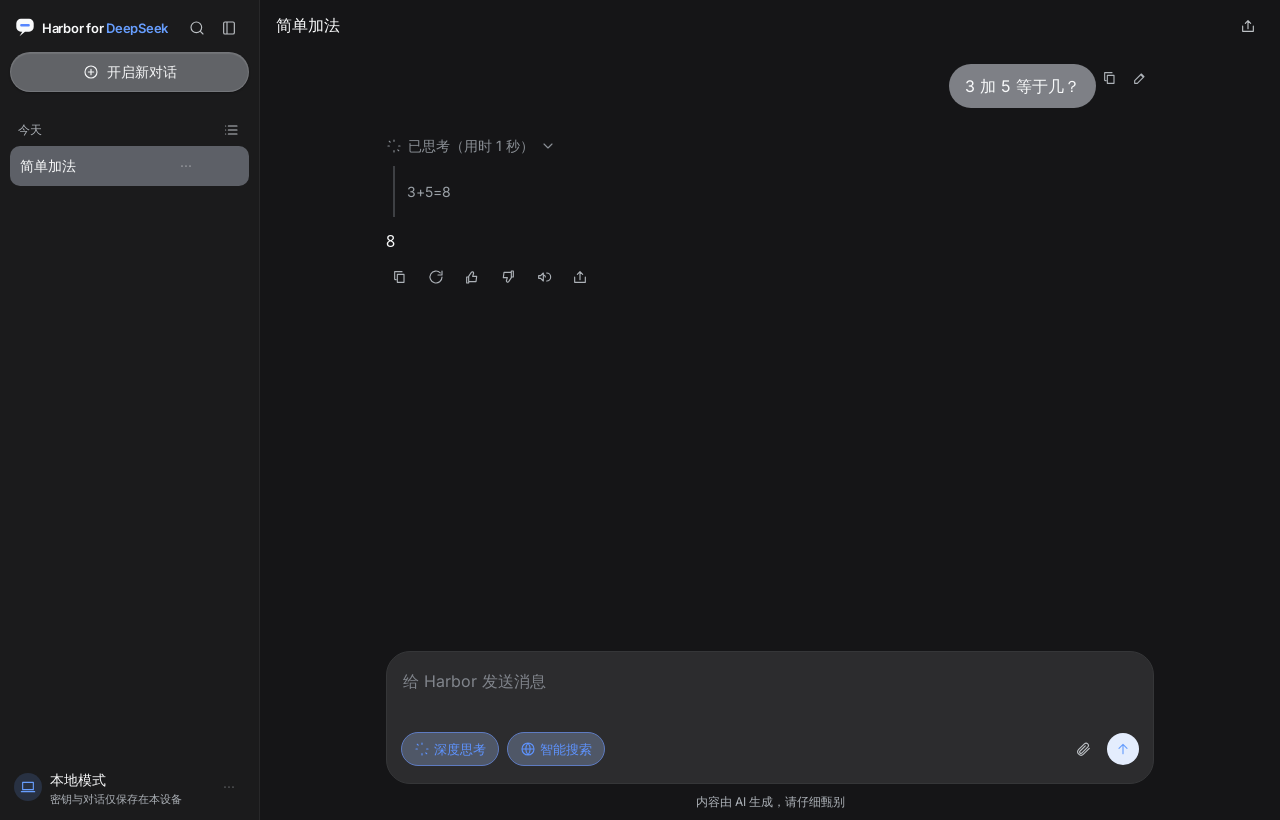 Harbor for DeepSeek
开启新对话
今天
简单加法
本地模式
密钥与对话仅保存在本设备
简单加法
3 加 5 等于几？
已思考（用时 1 秒）
3+5=8
8
给 Harbor 发送消息
深度思考
智能搜索
内容由 AI 生成，请仔细甄别